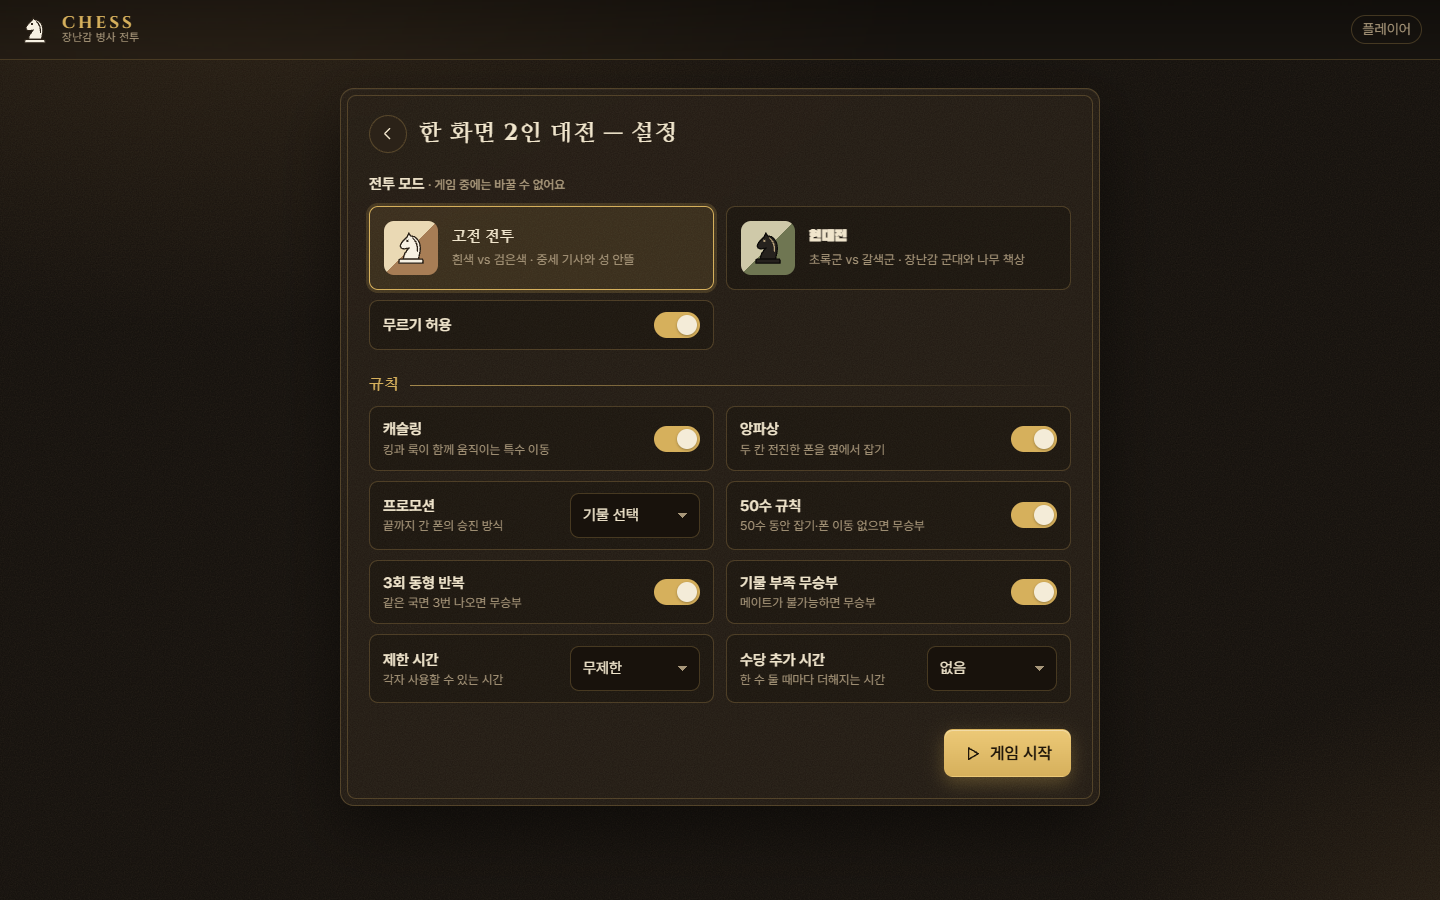 CHESS
장난감 병사 전투
플레이어
한 화면 2인 대전 — 설정
전투 모드 · 게임 중에는 바꿀 수 없어요
고전 전투
흰색 vs 검은색 · 중세 기사와 성 안뜰
현대전
초록군 vs 갈색군 · 장난감 군대와 나무 책상
무르기 허용
규칙
캐슬링
킹과 룩이 함께 움직이는 특수 이동
앙파상
두 칸 전진한 폰을 옆에서 잡기
프로모션
끝까지 간 폰의 승진 방식
기물 선택
50수 규칙
50수 동안 잡기·폰 이동 없으면 무승부
3회 동형 반복
같은 국면 3번 나오면 무승부
기물 부족 무승부
메이트가 불가능하면 무승부
제한 시간
각자 사용할 수 있는 시간
무제한
수당 추가 시간
한 수 둘 때마다 더해지는 시간
없음
게임 시작